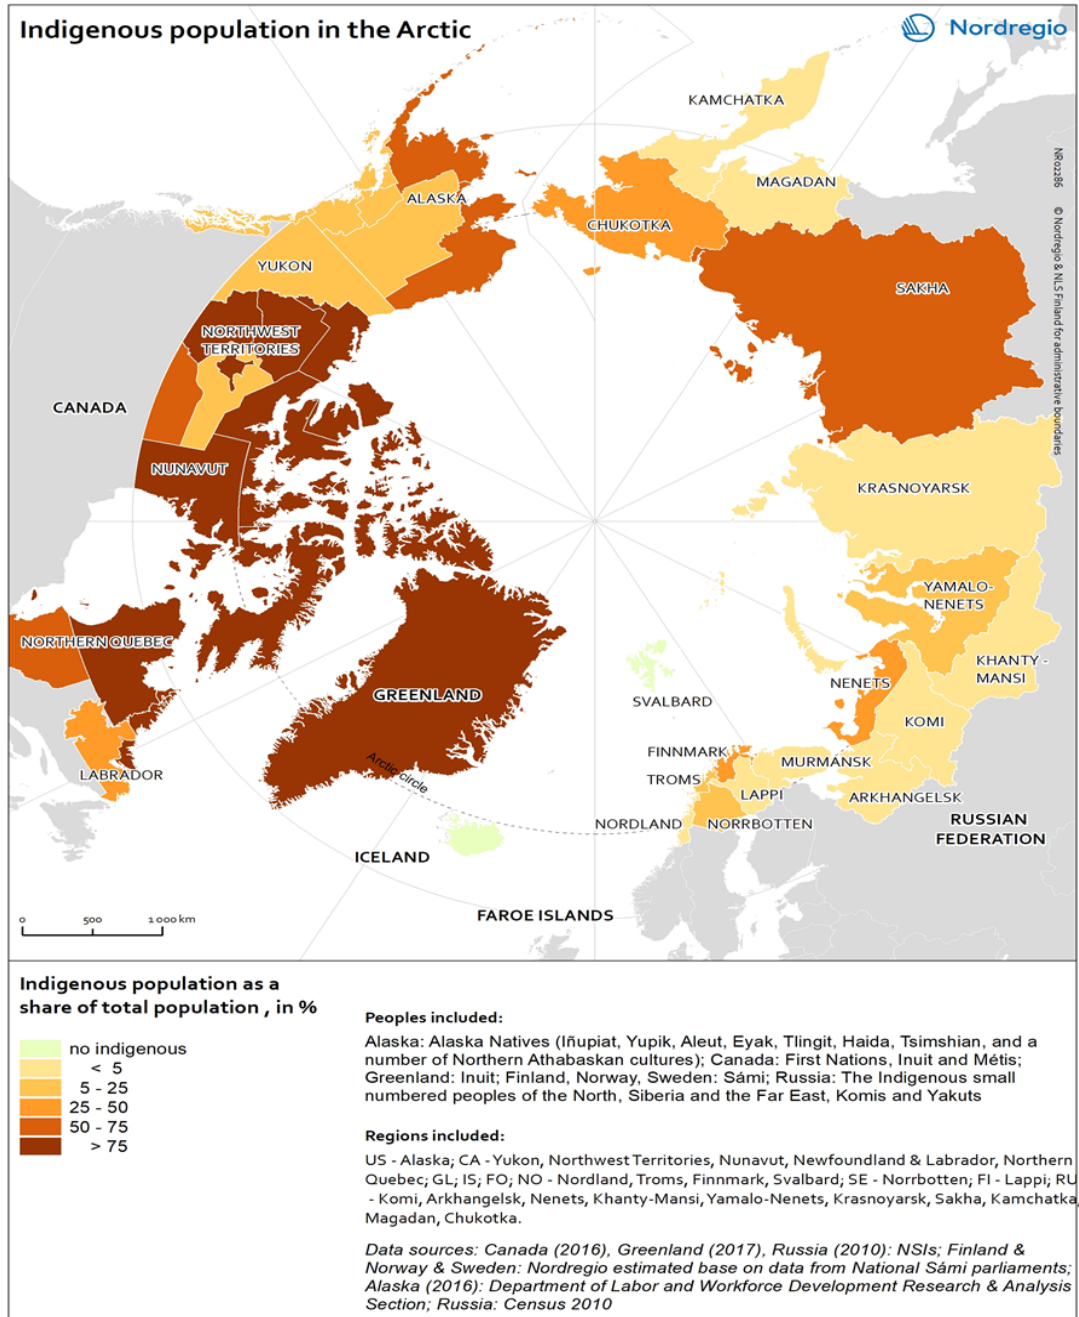 Indigenous population in the Arctic
Nordregio
KAMCHATKA
NR02286 © Nordregio & NLS Finland for administrative boundaries
MAGADAN
ALASKA
CHUKOTKA
YUKON
SAKHA
NORTHWEST
TERRITORIES
CANADA
NUNAVUT
KRASNOYARSK
YAMALO-
NENETS
NORTHERN QUEBEC
KHANTY -
MANSI
NENETS
GREENLAND
SVALBARD
KOMI
FINNMARK
MURMANSK
Arctic circle
LABRADOR
TROMS
LAPPI
ARKHANGELSK
NORDLAND
NORRBOTTEN
RUSSIAN
FEDERATION
ICELAND
FAROE ISLANDS
0 500 1 000 km
Indigenous population as a
share of total population , in %
no indigenous
< 5
5 - 25
25 - 50
50 - 75
> 75
Peoples included:
Alaska: Alaska Natives (Iñupiat, Yupik, Aleut, Eyak, Tlingit, Haida, Tsimshian, and a
number of Northern Athabaskan cultures); Canada: First Nations, Inuit and Métis;
Greenland: Inuit; Finland, Norway, Sweden: Sámi; Russia: The Indigenous small
numbered peoples of the North, Siberia and the Far East, Komis and Yakuts
Regions included:
US - Alaska; CA - Yukon, Northwest Territories, Nunavut, Newfoundland & Labrador, Northern
Quebec; GL; IS; FO; NO - Nordland, Troms, Finnmark, Svalbard; SE - Norrbotten; FI - Lappi; RU
- Komi, Arkhangelsk, Nenets, Khanty-Mansi, Yamalo-Nenets, Krasnoyarsk, Sakha, Kamchatka,
Magadan, Chukotka.
Data sources: Canada (2016), Greenland (2017), Russia (2010): NSIs; Finland &
Norway & Sweden: Nordregio estimated base on data from National Sámi parliaments;
Alaska (2016): Department of Labor and Workforce Development Research & Analysis
Section; Russia: Census 2010